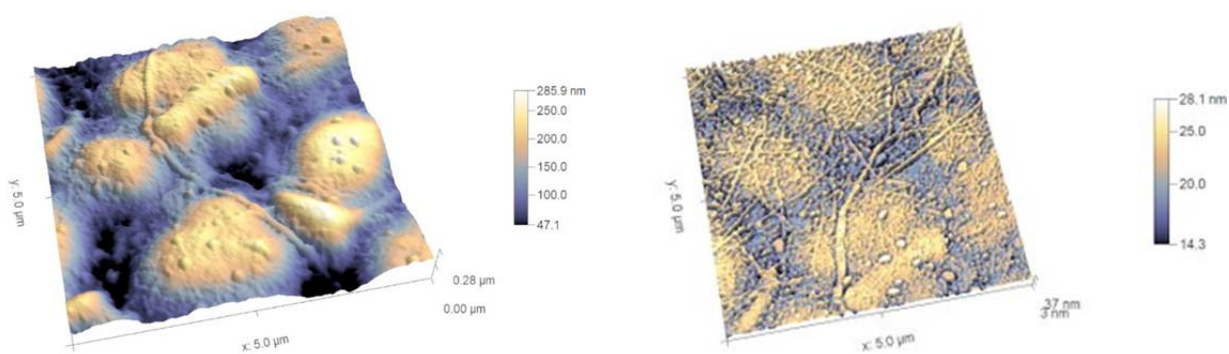 285.9 nm
250.0
200.0
150.0
100.0
47.1
y: 5.0 µm
x: 5.0 µm
0.28 µm
0.00 µm
28.1 nm
25.0
20.0
14.3
y: 5.0 µm
x: 5.0 µm
37 nm
3 nm